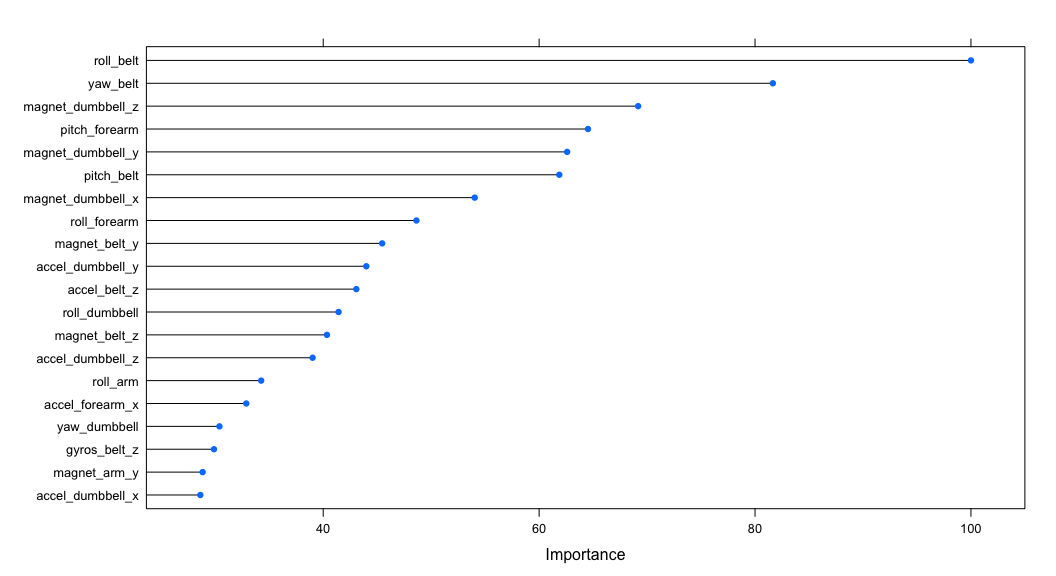 roll_belt
yaw_belt
magnet_dumbbell_z
pitch_forearm
magnet_dumbbell_y
pitch_belt
magnet_dumbbell_x
roll_forearm
magnet_belt_y
accel_dumbbell_y
accel_belt_z
roll_dumbbell
magnet_belt_z
accel_dumbbell_z
roll_arm
accel_forearm_x
yaw_dumbbell
gyros_belt_z
magnet_arm_y
accel_dumbbell_x
40 60 80 100
Importance